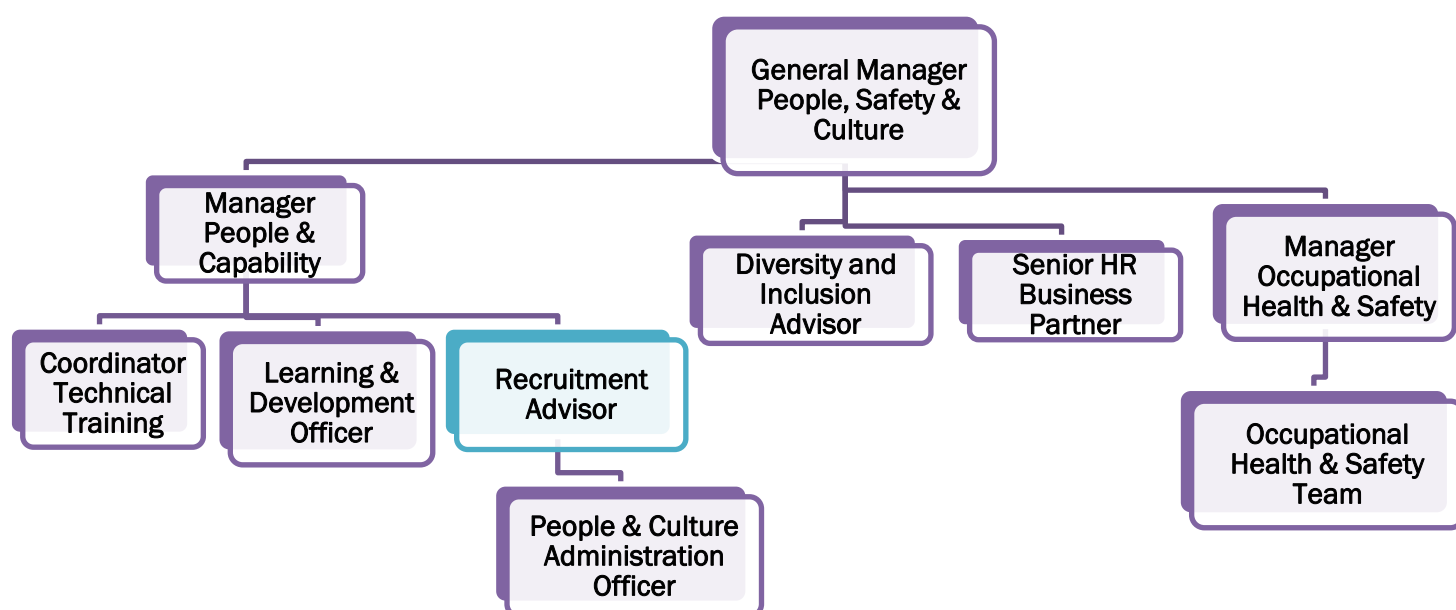 General Manager
People, Safety &
Culture
Manager
People &
Capability
Diversity and
Inclusion
Advisor
Senior HR
Business
Partner
Manager
Occupational
Health & Safety
Coordinator
Technical
Training
Learning &
Development
Officer
Recruitment
Advisor
Occupational
Health & Safety
Team
People & Culture
Administration
Officer